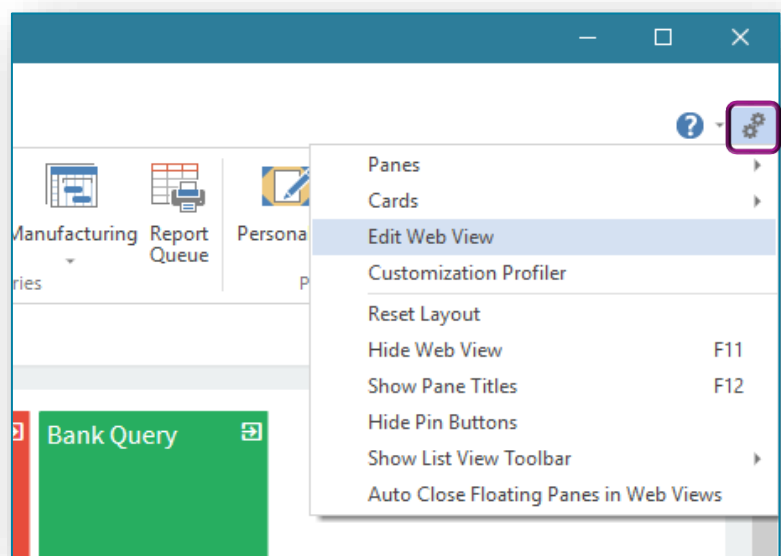 ?
Panes
Cards
Edit Web View
Customization Profiler
Reset Layout
Hide Web View F11
Show Pane Titles F12
Hide Pin Buttons
Show List View Toolbar
Auto Close Floating Panes in Web Views
Manufacturing
Report
Queue
Persona
ries
P
Bank Query